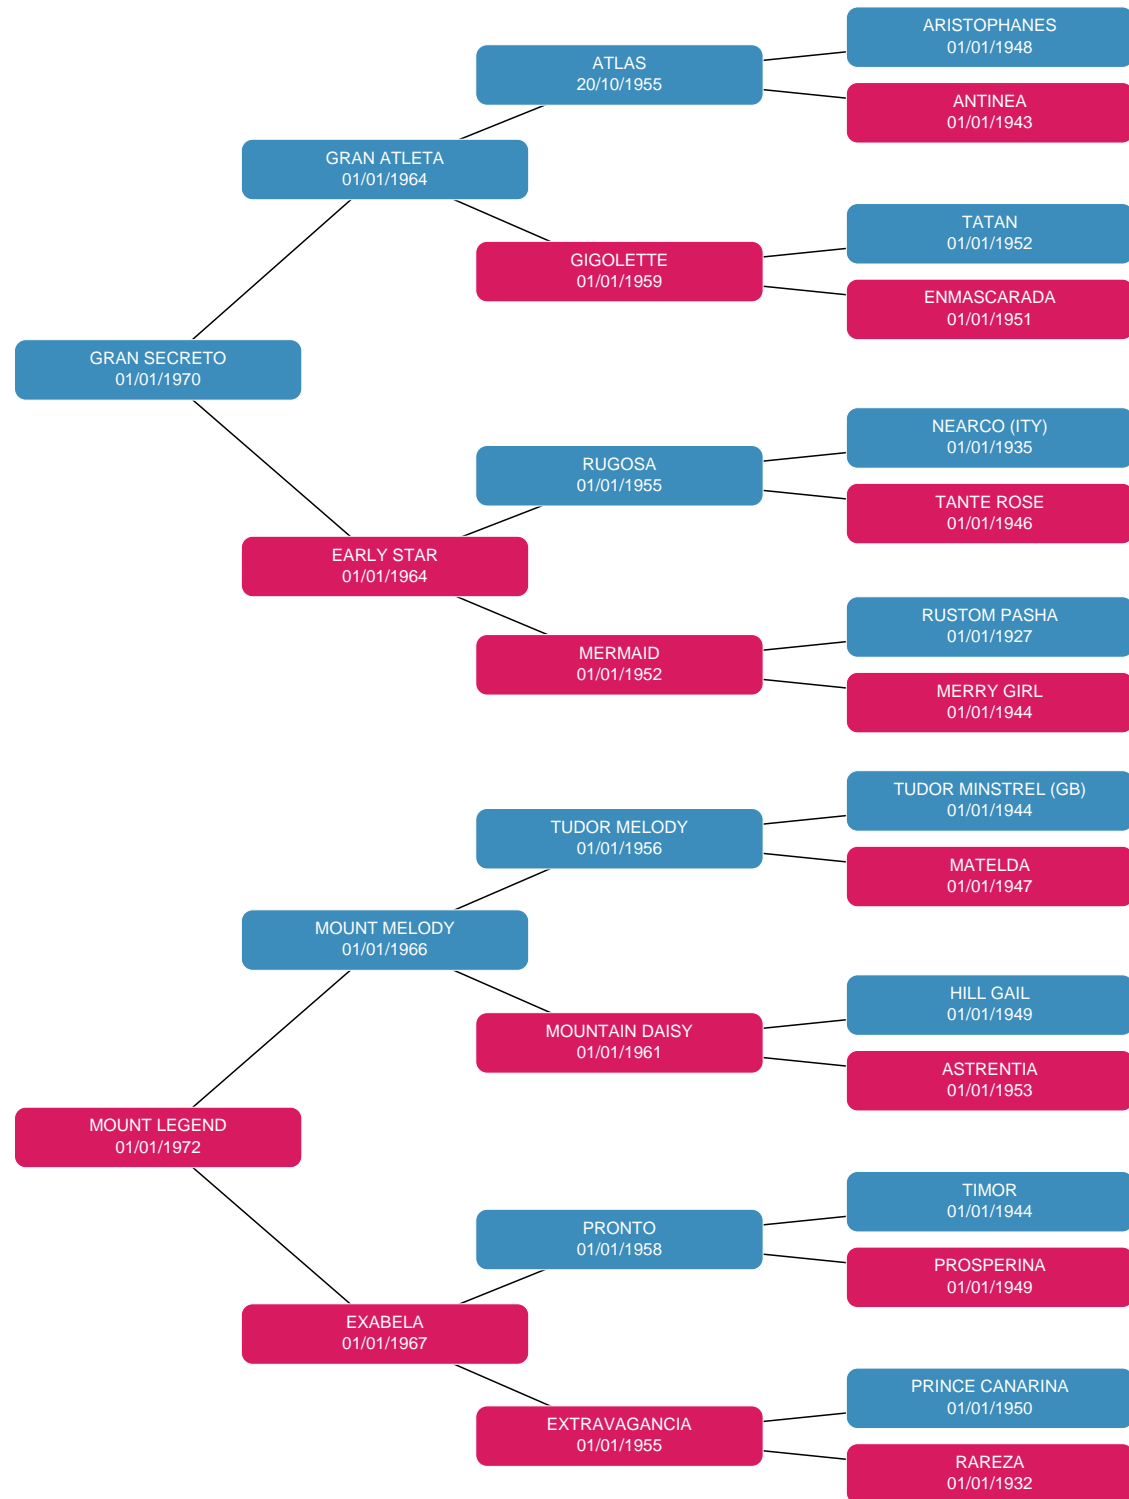 ARISTOPHANES
01/01/1948
ATLAS
20/10/1955
ANTINEA
01/01/1943
GRAN ATLETA
01/01/1964
TATAN
01/01/1952
GIGOLETTE
01/01/1959
ENMASCARADA
01/01/1951
GRAN SECRETO
01/01/1970
NEARCO (ITY)
01/01/1935
RUGOSA
01/01/1955
TANTE ROSE
01/01/1946
EARLY STAR
01/01/1964
RUSTOM PASHA
01/01/1927
MERMAID
01/01/1952
MERRY GIRL
01/01/1944
TUDOR MINSTREL (GB)
01/01/1944
TUDOR MELODY
01/01/1956
MATELDA
01/01/1947
MOUNT MELODY
01/01/1966
HILL GAIL
01/01/1949
MOUNTAIN DAISY
01/01/1961
ASTRENTIA
01/01/1953
MOUNT LEGEND
01/01/1972
TIMOR
01/01/1944
PRONTO
01/01/1958
PROSPERINA
01/01/1949
EXABELA
01/01/1967
PRINCE CANARINA
01/01/1950
EXTRAVAGANCIA
01/01/1955
RAREZA
01/01/1932